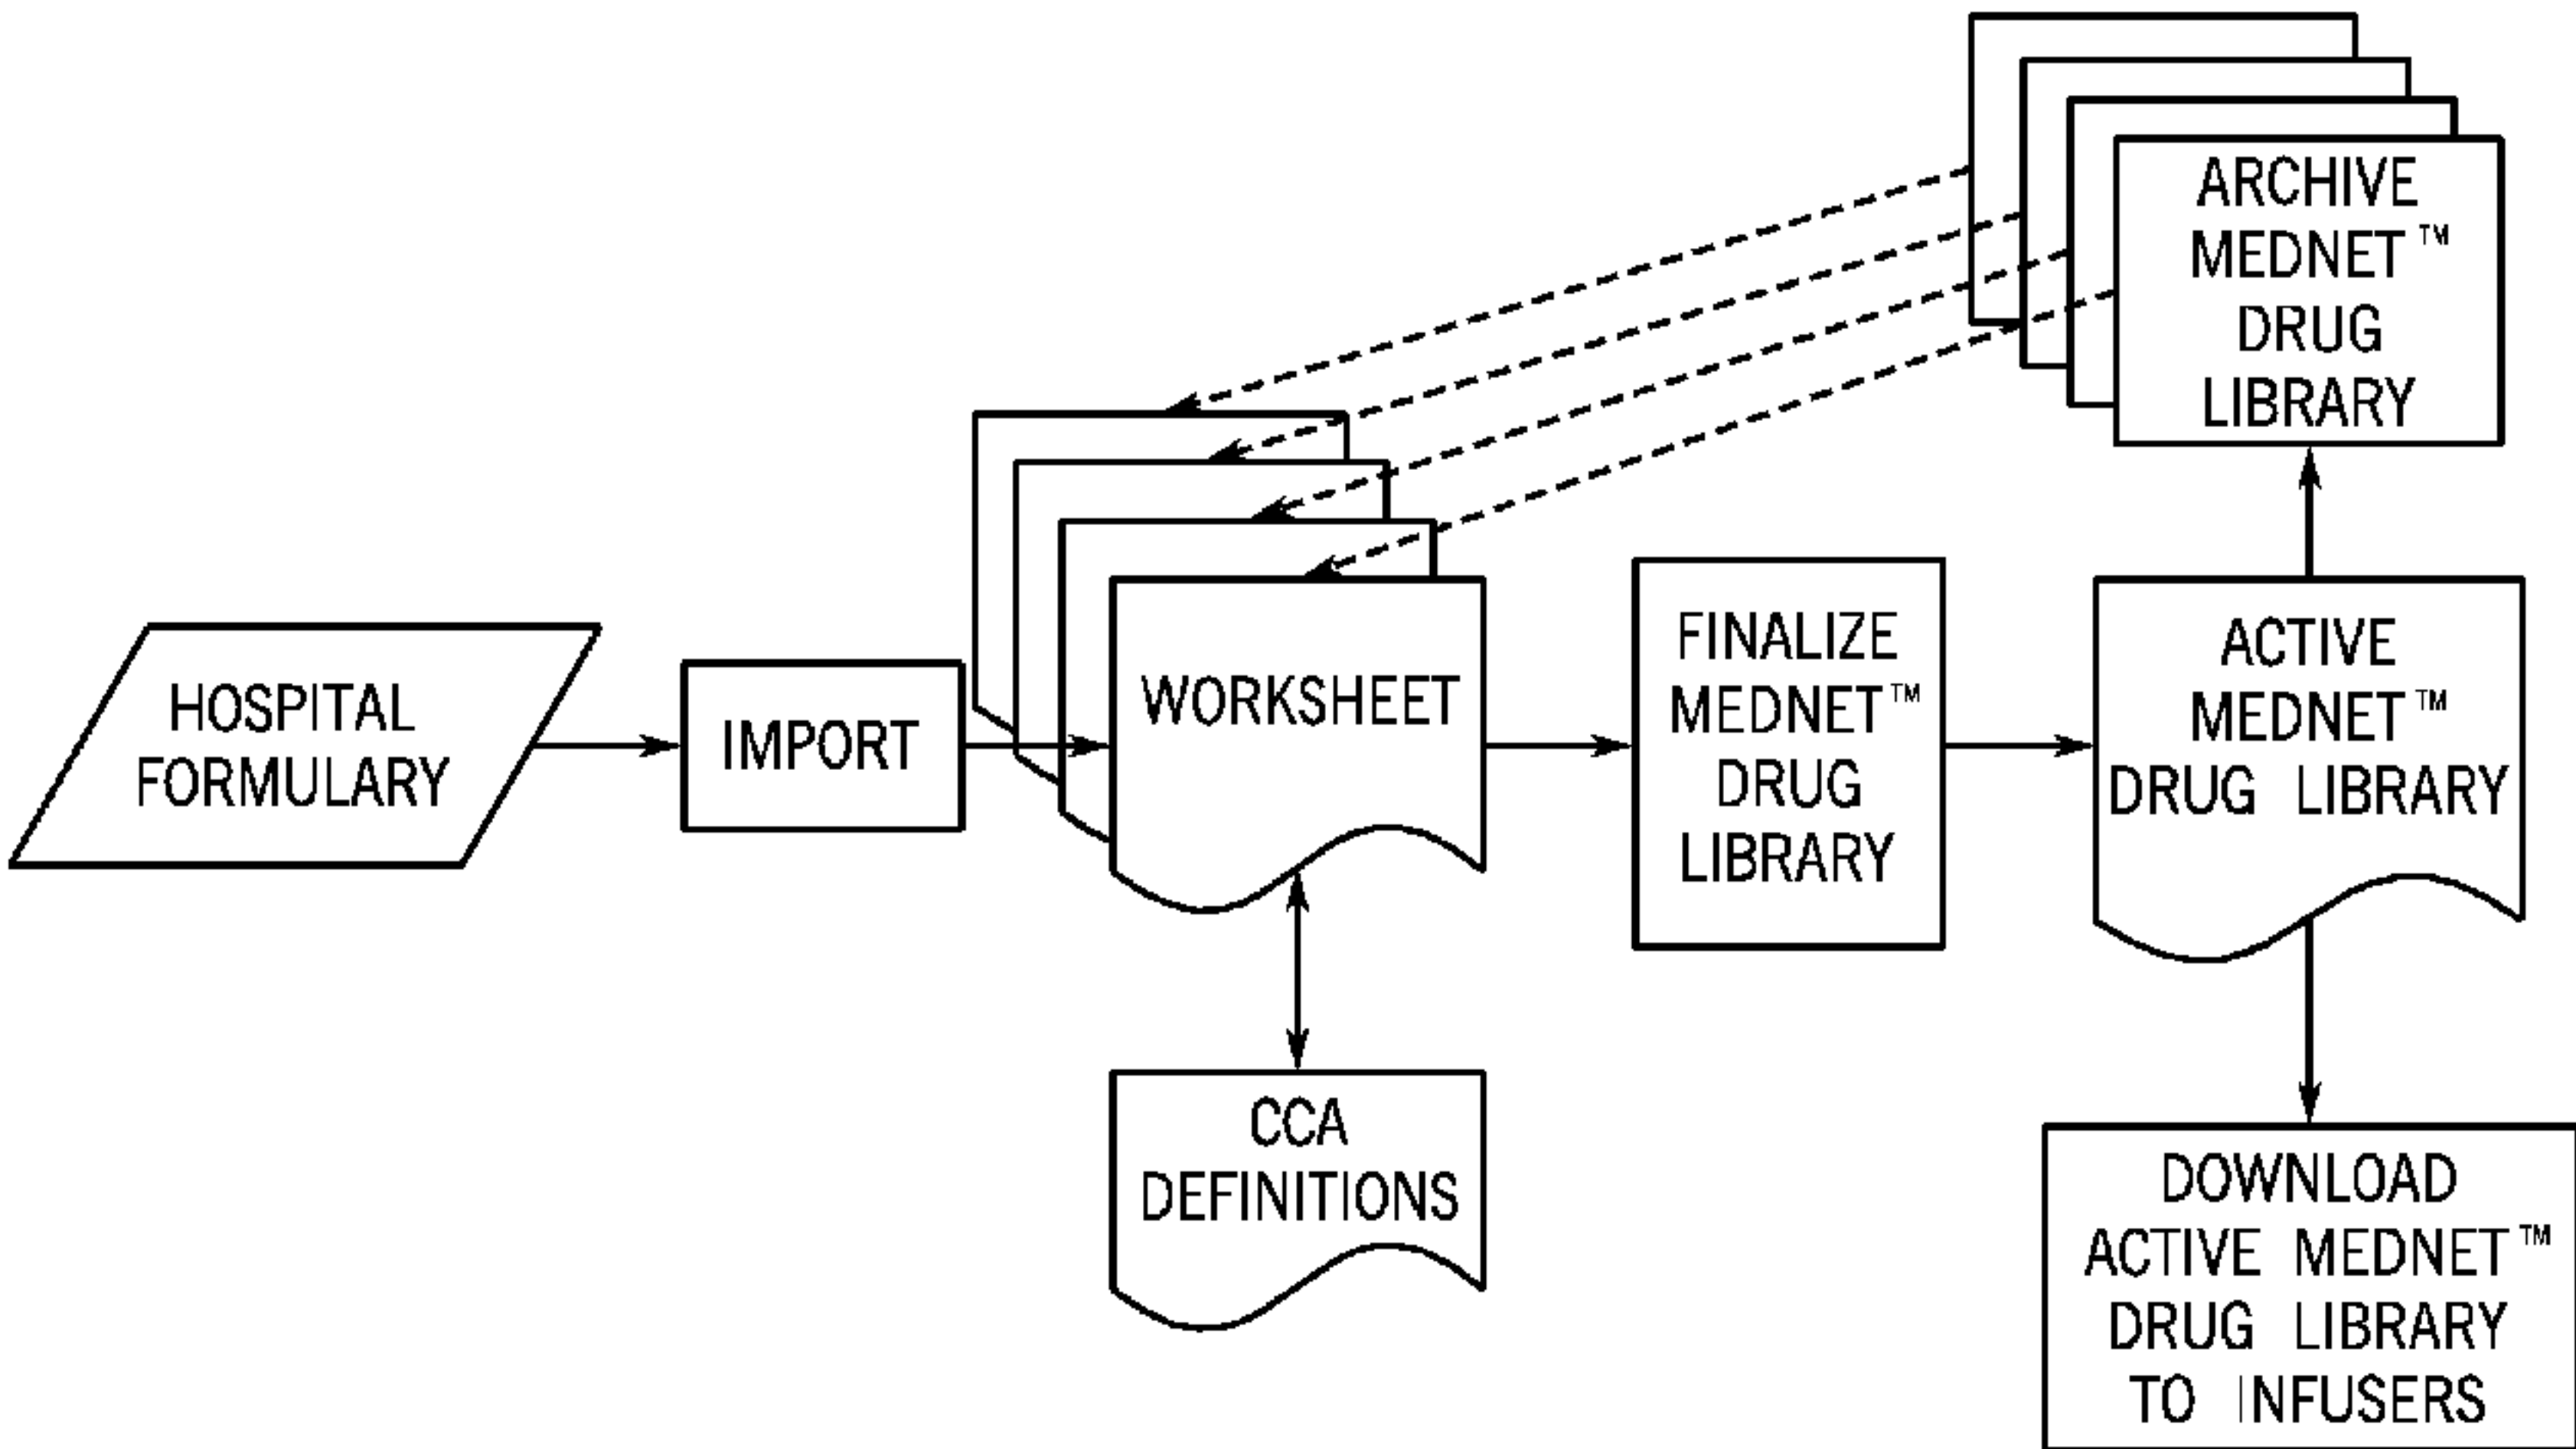 ARCHIVE
MEDNET™
DRUG
LIBRARY
HOSPITAL
FORMULARY
IMPORT
WORKSHEET
FINALIZE
MEDNET™
DRUG
LIBRARY
ACTIVE
MEDNET™
DRUG LIBRARY
CCA
DEFINITIONS
DOWNLOAD
ACTIVE MEDNET™
DRUG LIBRARY
TO INFUSERS